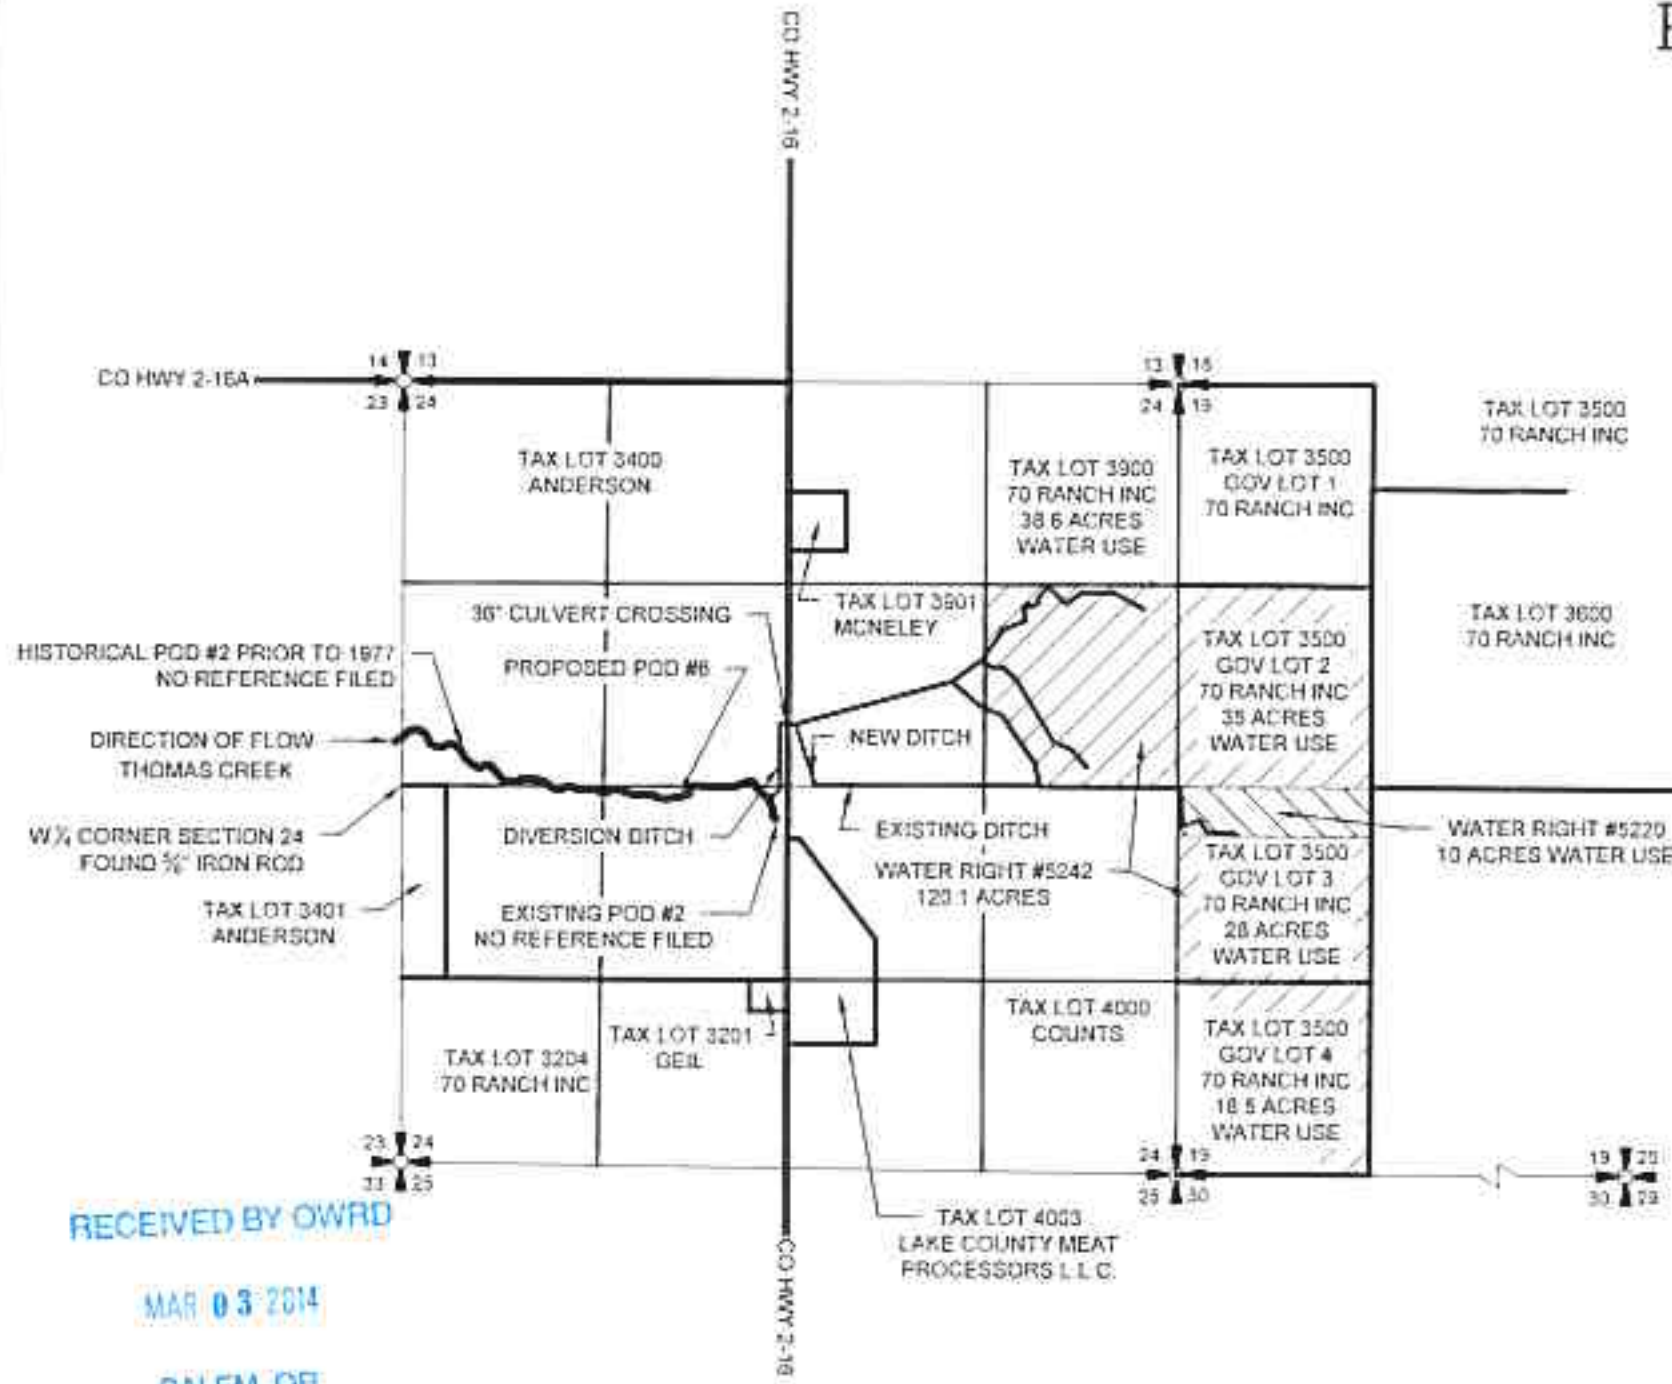 CO HWY 2-16
CO HWY 2-16A
14 13
23 24
13 18
24 19
TAX LOT 3400
ANDERSON
TAX LOT 3900
70 RANCH INC
38.6 ACRES
WATER USE
TAX LOT 3500
GOV LOT 1
70 RANCH INC
TAX LOT 3500
70 RANCH INC
36" CULVERT CROSSING
TAX LOT 3901
MCNELEY
HISTORICAL POD #2 PRIOR TO 1977
NO REFERENCE FILED
PROPOSED POD #6
TAX LOT 3500
GOV LOT 2
70 RANCH INC
35 ACRES
WATER USE
TAX LOT 3600
70 RANCH INC
DIRECTION OF FLOW
THOMAS CREEK
NEW DITCH
W ¼ CORNER SECTION 24
FOUND ⅝" IRON ROD
DIVERSION DITCH
EXISTING DITCH
WATER RIGHT #5242
120.1 ACRES
WATER RIGHT #5220
10 ACRES WATER USE
TAX LOT 3500
GOV LOT 3
70 RANCH INC
28 ACRES
WATER USE
TAX LOT 3401
ANDERSON
EXISTING POD #2
NO REFERENCE FILED
TAX LOT 3204
70 RANCH INC
TAX LOT 3201
GEIL
TAX LOT 4000
COUNTS
TAX LOT 3500
GOV LOT 4
70 RANCH INC
18.5 ACRES
WATER USE
23 24
25
24 19
25 30
19
30 29
TAX LOT 4003
LAKE COUNTY MEAT
PROCESSORS L.L.C.
CO HWY 2-16
RECEIVED BY OWRD
MAR 03 2014
SALEM, OR